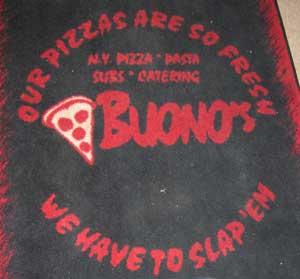 OUR PIZZAS ARE SO FRESH
N.Y. PIZZA * PASTA
SUBS * CATERING
BUONO'S
WE HAVE TO SLAP 'EM